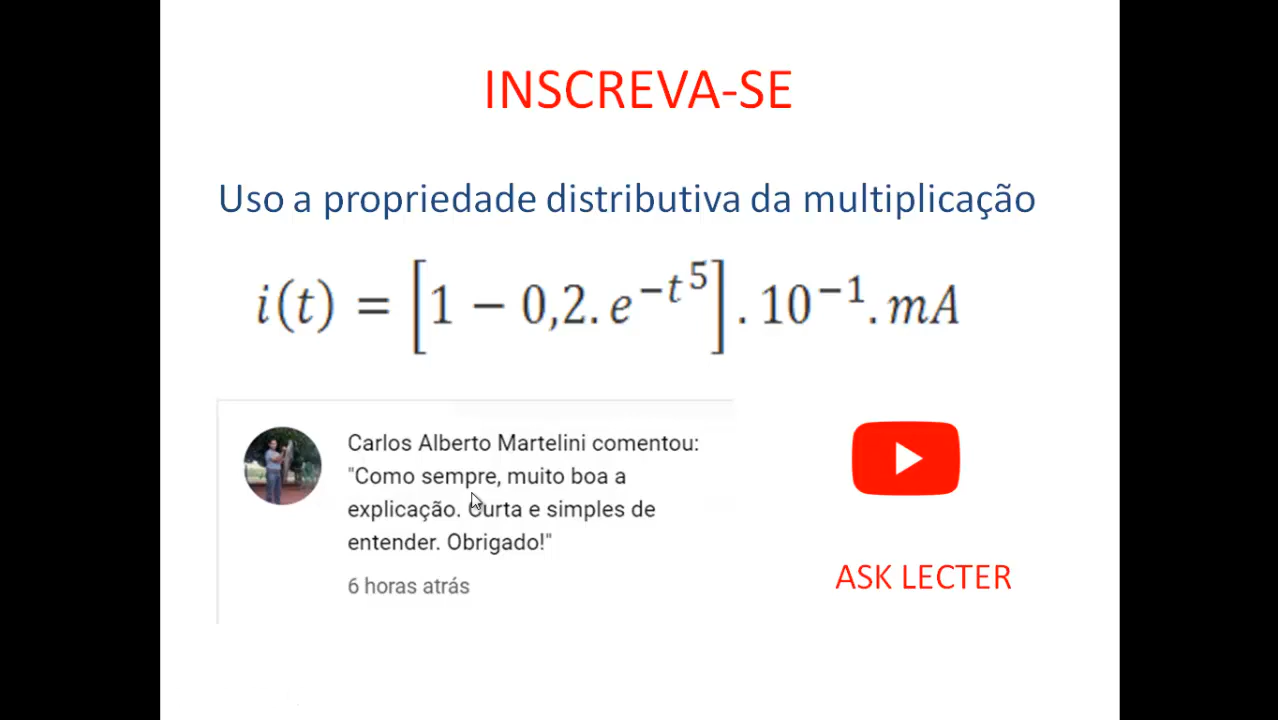 INSCREVA-SE
Uso a propriedade distributiva da multiplicação
i(t) = [1 − 0,2. e^{−t^5}] . 10^{−1}. mA
Carlos Alberto Martelini comentou:
"Como sempre, muito boa a
explicação. Curta e simples de
entender. Obrigado!"
6 horas atrás
ASK LECTER